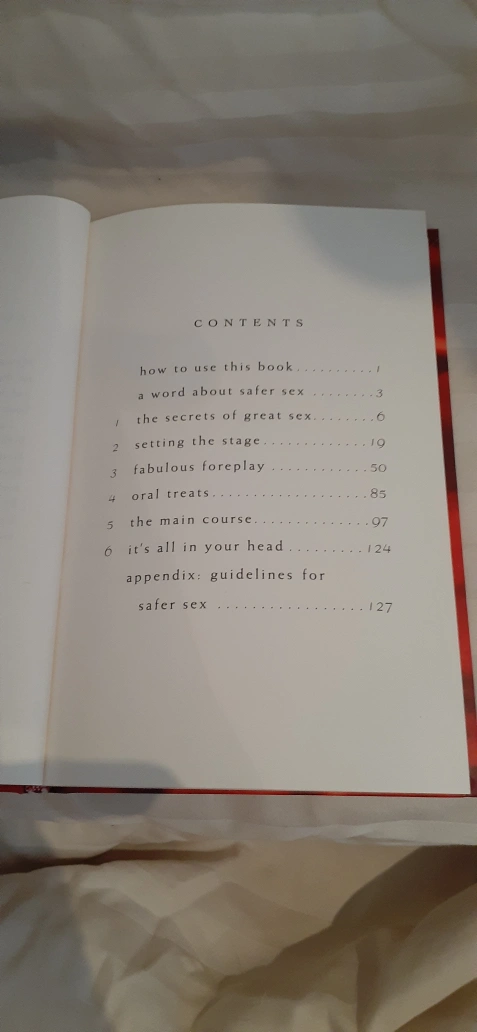 CONTENTS
how to use this book..........1
a word about safer sex ........3
1 the secrets of great sex........6
2 setting the stage.............19
3 fabulous foreplay ............50
4 oral treats...................85
5 the main course..............97
6 it's all in your head .........124
appendix: guidelines for
safer sex .................127